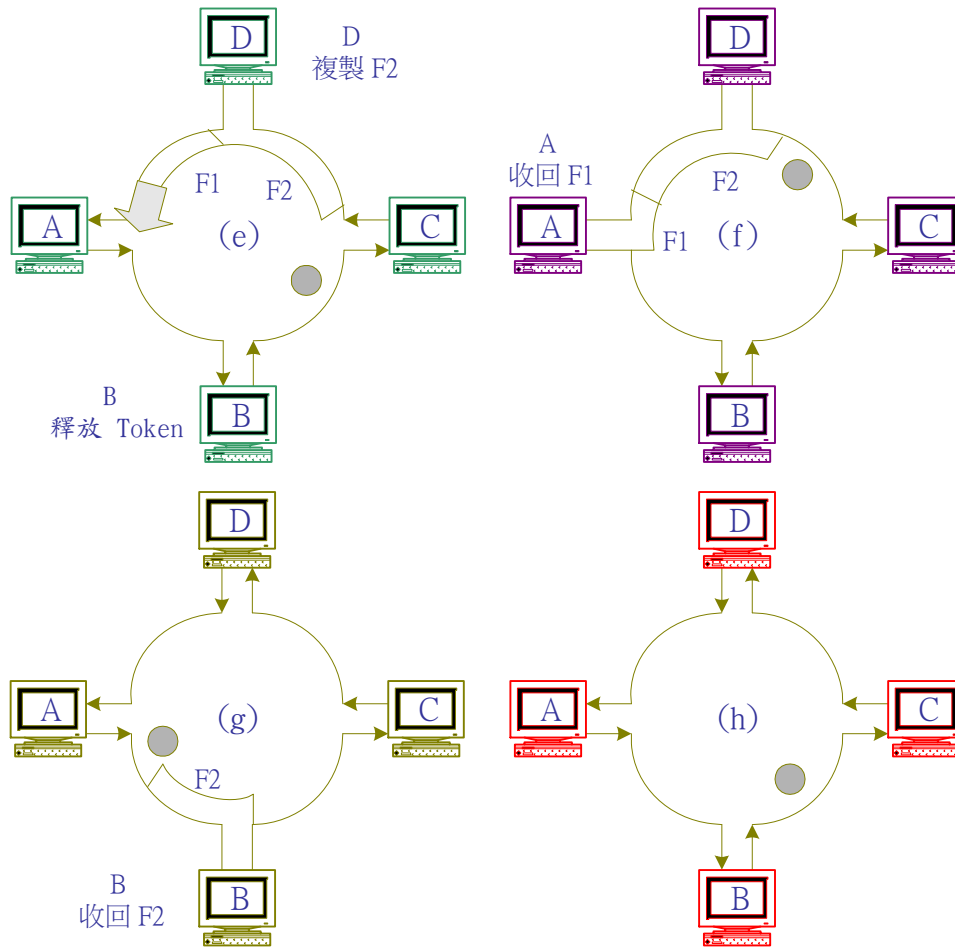 D
D
複製 F2
F1
F2
A
(e)
C
B
B
釋放 Token
D
A
收回 F1
F2
A
F1
(f)
C
B
D
A
(g)
C
F2
B
B
收回 F2
D
A
(h)
C
B